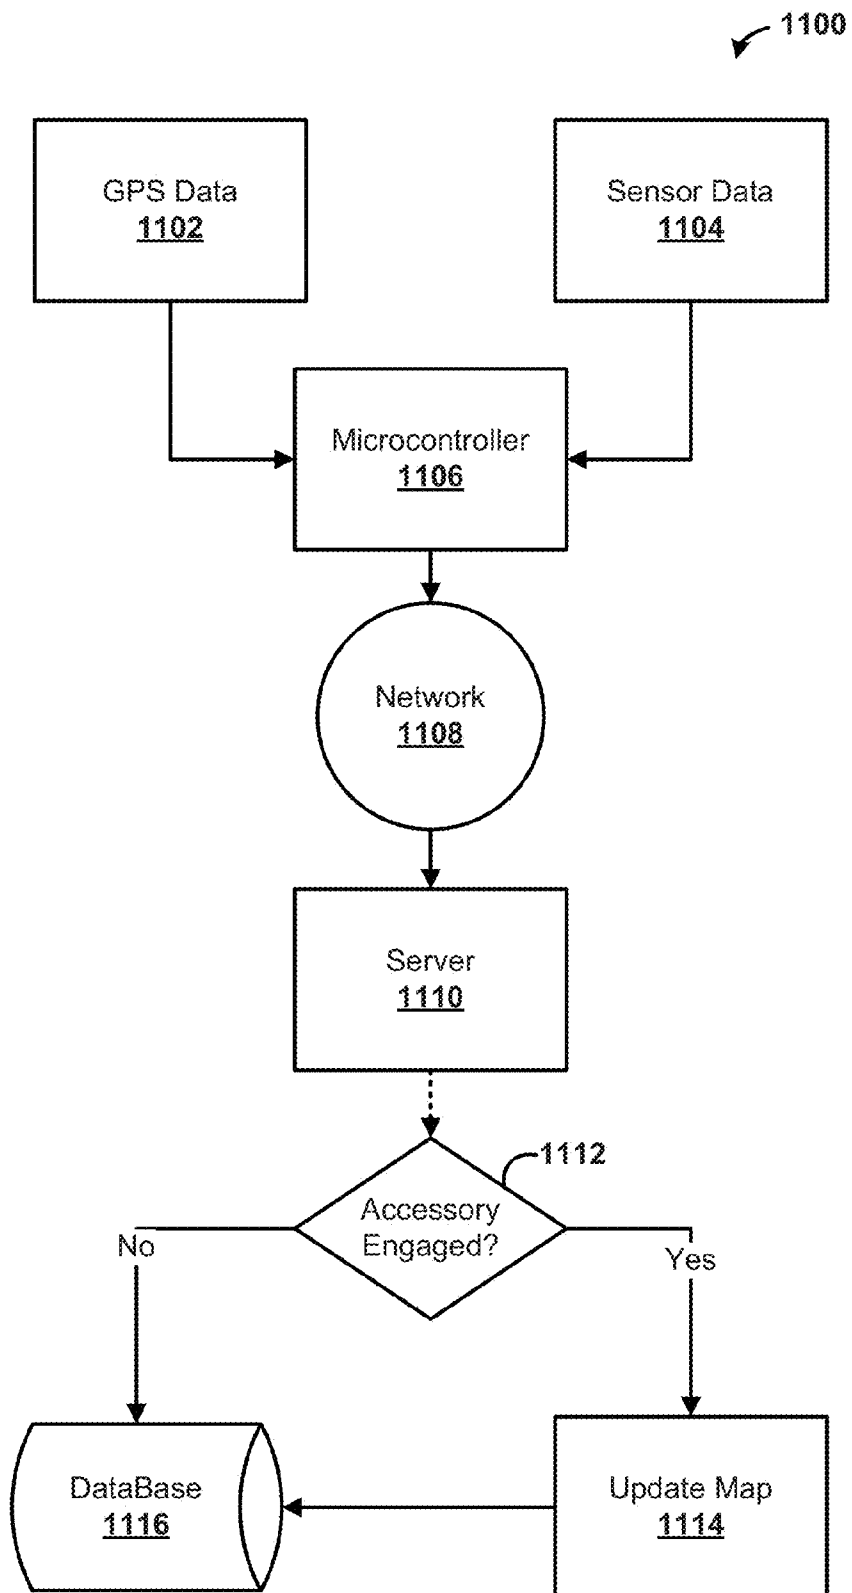 1100
GPS Data
1102
Sensor Data
1104
Microcontroller
1106
Network
1108
Server
1110
1112
Accessory
Engaged?
No
Yes
DataBase
1116
Update Map
1114